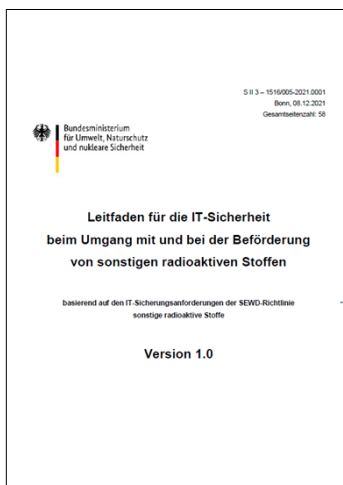 S II 3 – 1516/005-2021.0001
Bonn, 08.12.2021
Gesamtseitenzahl: 58
Bundesministerium
für Umwelt, Naturschutz
und nukleare Sicherheit
Leitfaden für die IT-Sicherheit
beim Umgang mit und bei der Beförderung
von sonstigen radioaktiven Stoffen
basierend auf den IT-Sicherungsanforderungen der SEWD-Richtlinie
sonstige radioaktive Stoffe
Version 1.0